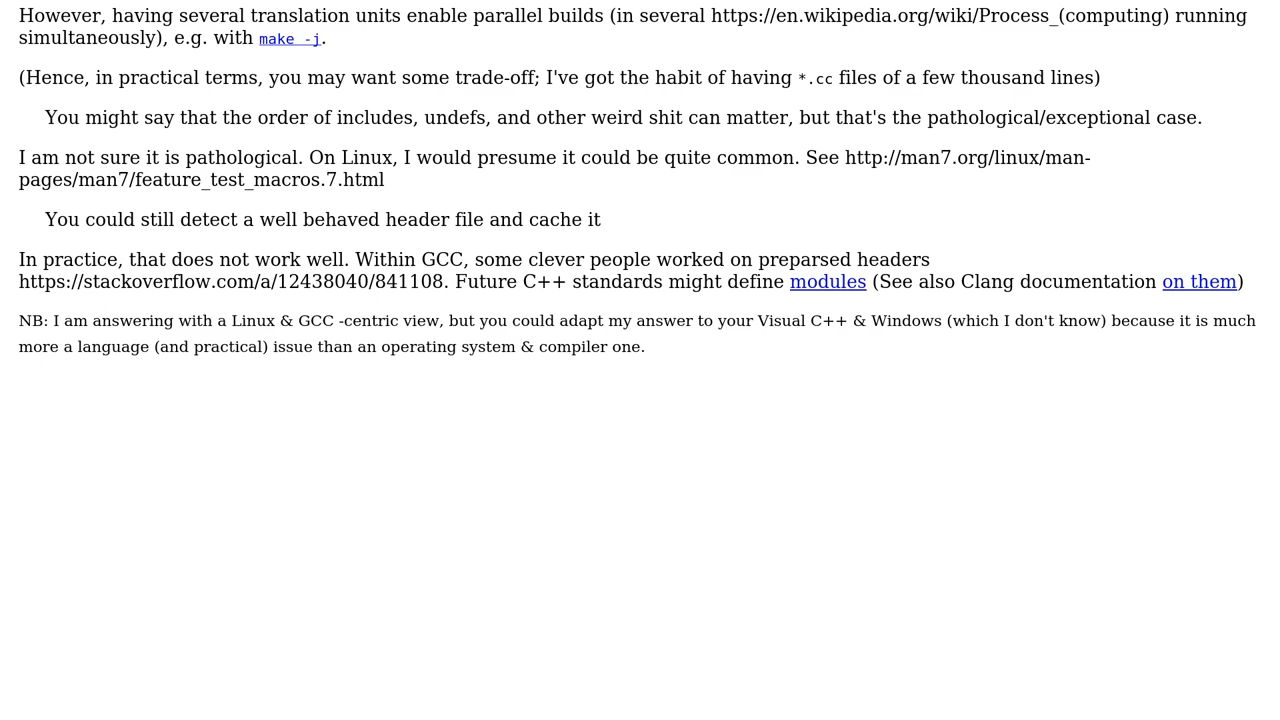 However, having several translation units enable parallel builds (in several https://en.wikipedia.org/wiki/Process_(computing) running
simultaneously), e.g. with make -j.
(Hence, in practical terms, you may want some trade-off; I've got the habit of having *.cc files of a few thousand lines)
You might say that the order of includes, undefs, and other weird shit can matter, but that's the pathological/exceptional case.
I am not sure it is pathological. On Linux, I would presume it could be quite common. See http://man7.org/linux/man-
pages/man7/feature_test_macros.7.html
You could still detect a well behaved header file and cache it
In practice, that does not work well. Within GCC, some clever people worked on preparsed headers
https://stackoverflow.com/a/12438040/841108. Future C++ standards might define modules (See also Clang documentation on them)
NB: I am answering with a Linux & GCC -centric view, but you could adapt my answer to your Visual C++ & Windows (which I don't know) because it is much
more a language (and practical) issue than an operating system & compiler one.